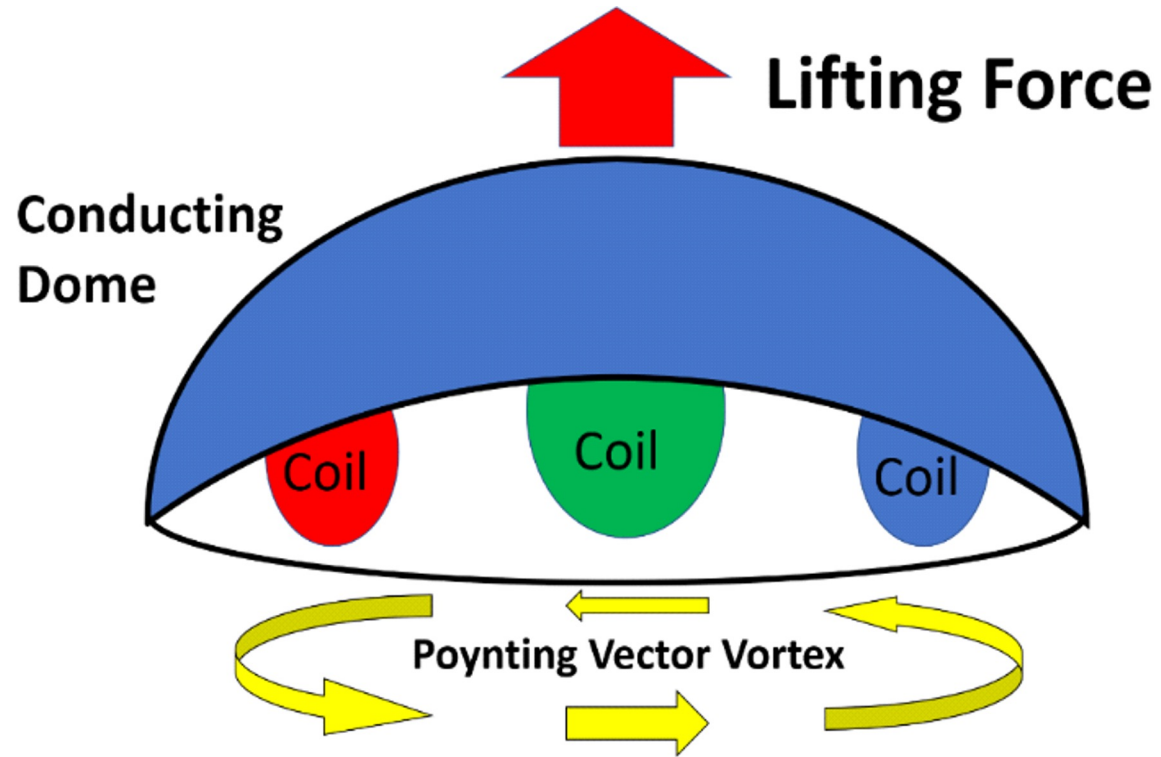 Lifting Force
Conducting
Dome
Coil
Coil
Coil
Poynting Vector Vortex